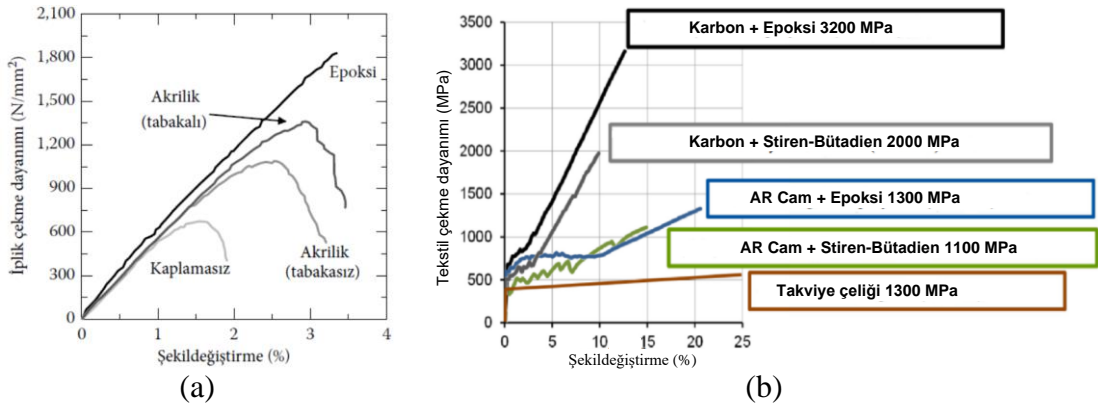 2,100
1,800
1,500
1,200
900
600
300
0
İplik çekme dayanımı (N/mm²)
Epoksi
Akrilik
(tabakalı)
Akrilik
(tabakasız)
Kaplamasız
0 1 2 3 4
Şekildeğiştirme (%)
(a)
3500
3000
2500
2000
1500
1000
500
0
Tekstil çekme dayanımı (MPa)
Karbon + Epoksi 3200 MPa
Karbon + Stiren-Bütadien 2000 MPa
AR Cam + Epoksi 1300 MPa
AR Cam + Stiren-Bütadien 1100 MPa
Takviye çeliği 1300 MPa
0 5 10 15 20 25
Şekildeğiştirme (%)
(b)